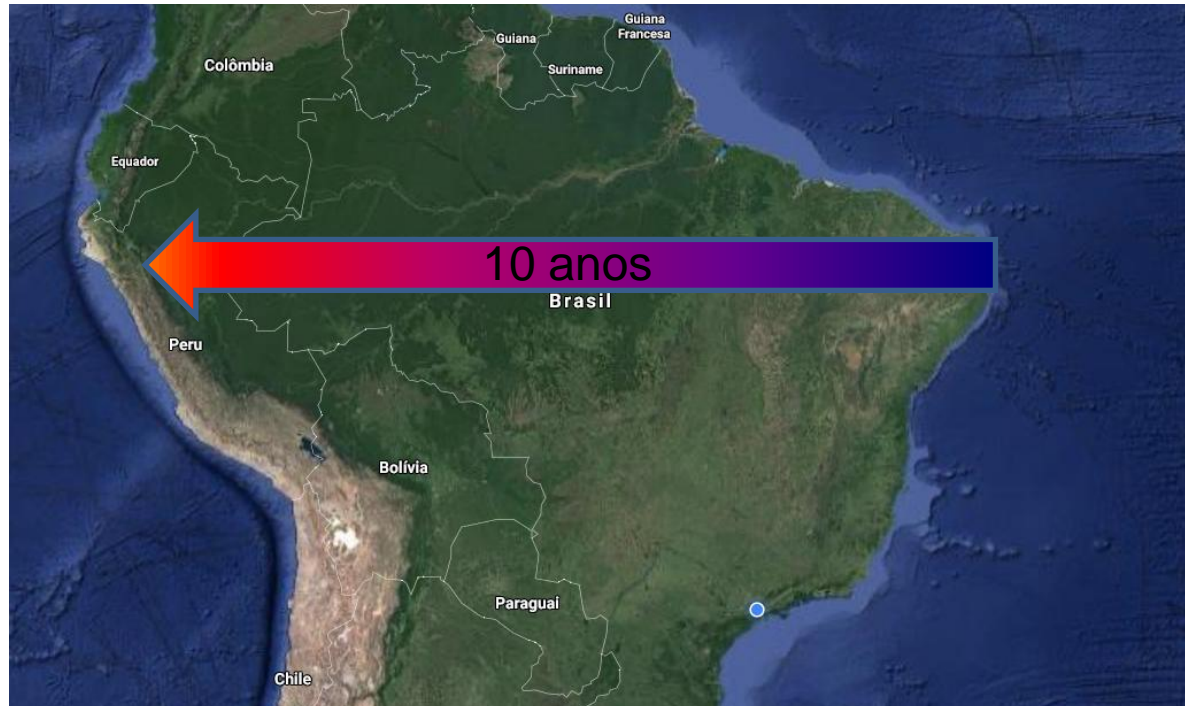 Guiana
Francesa
Guiana
Colômbia
Suriname
Equador
10 anos
Brasil
Peru
Bolívia
Paraguai
Chile